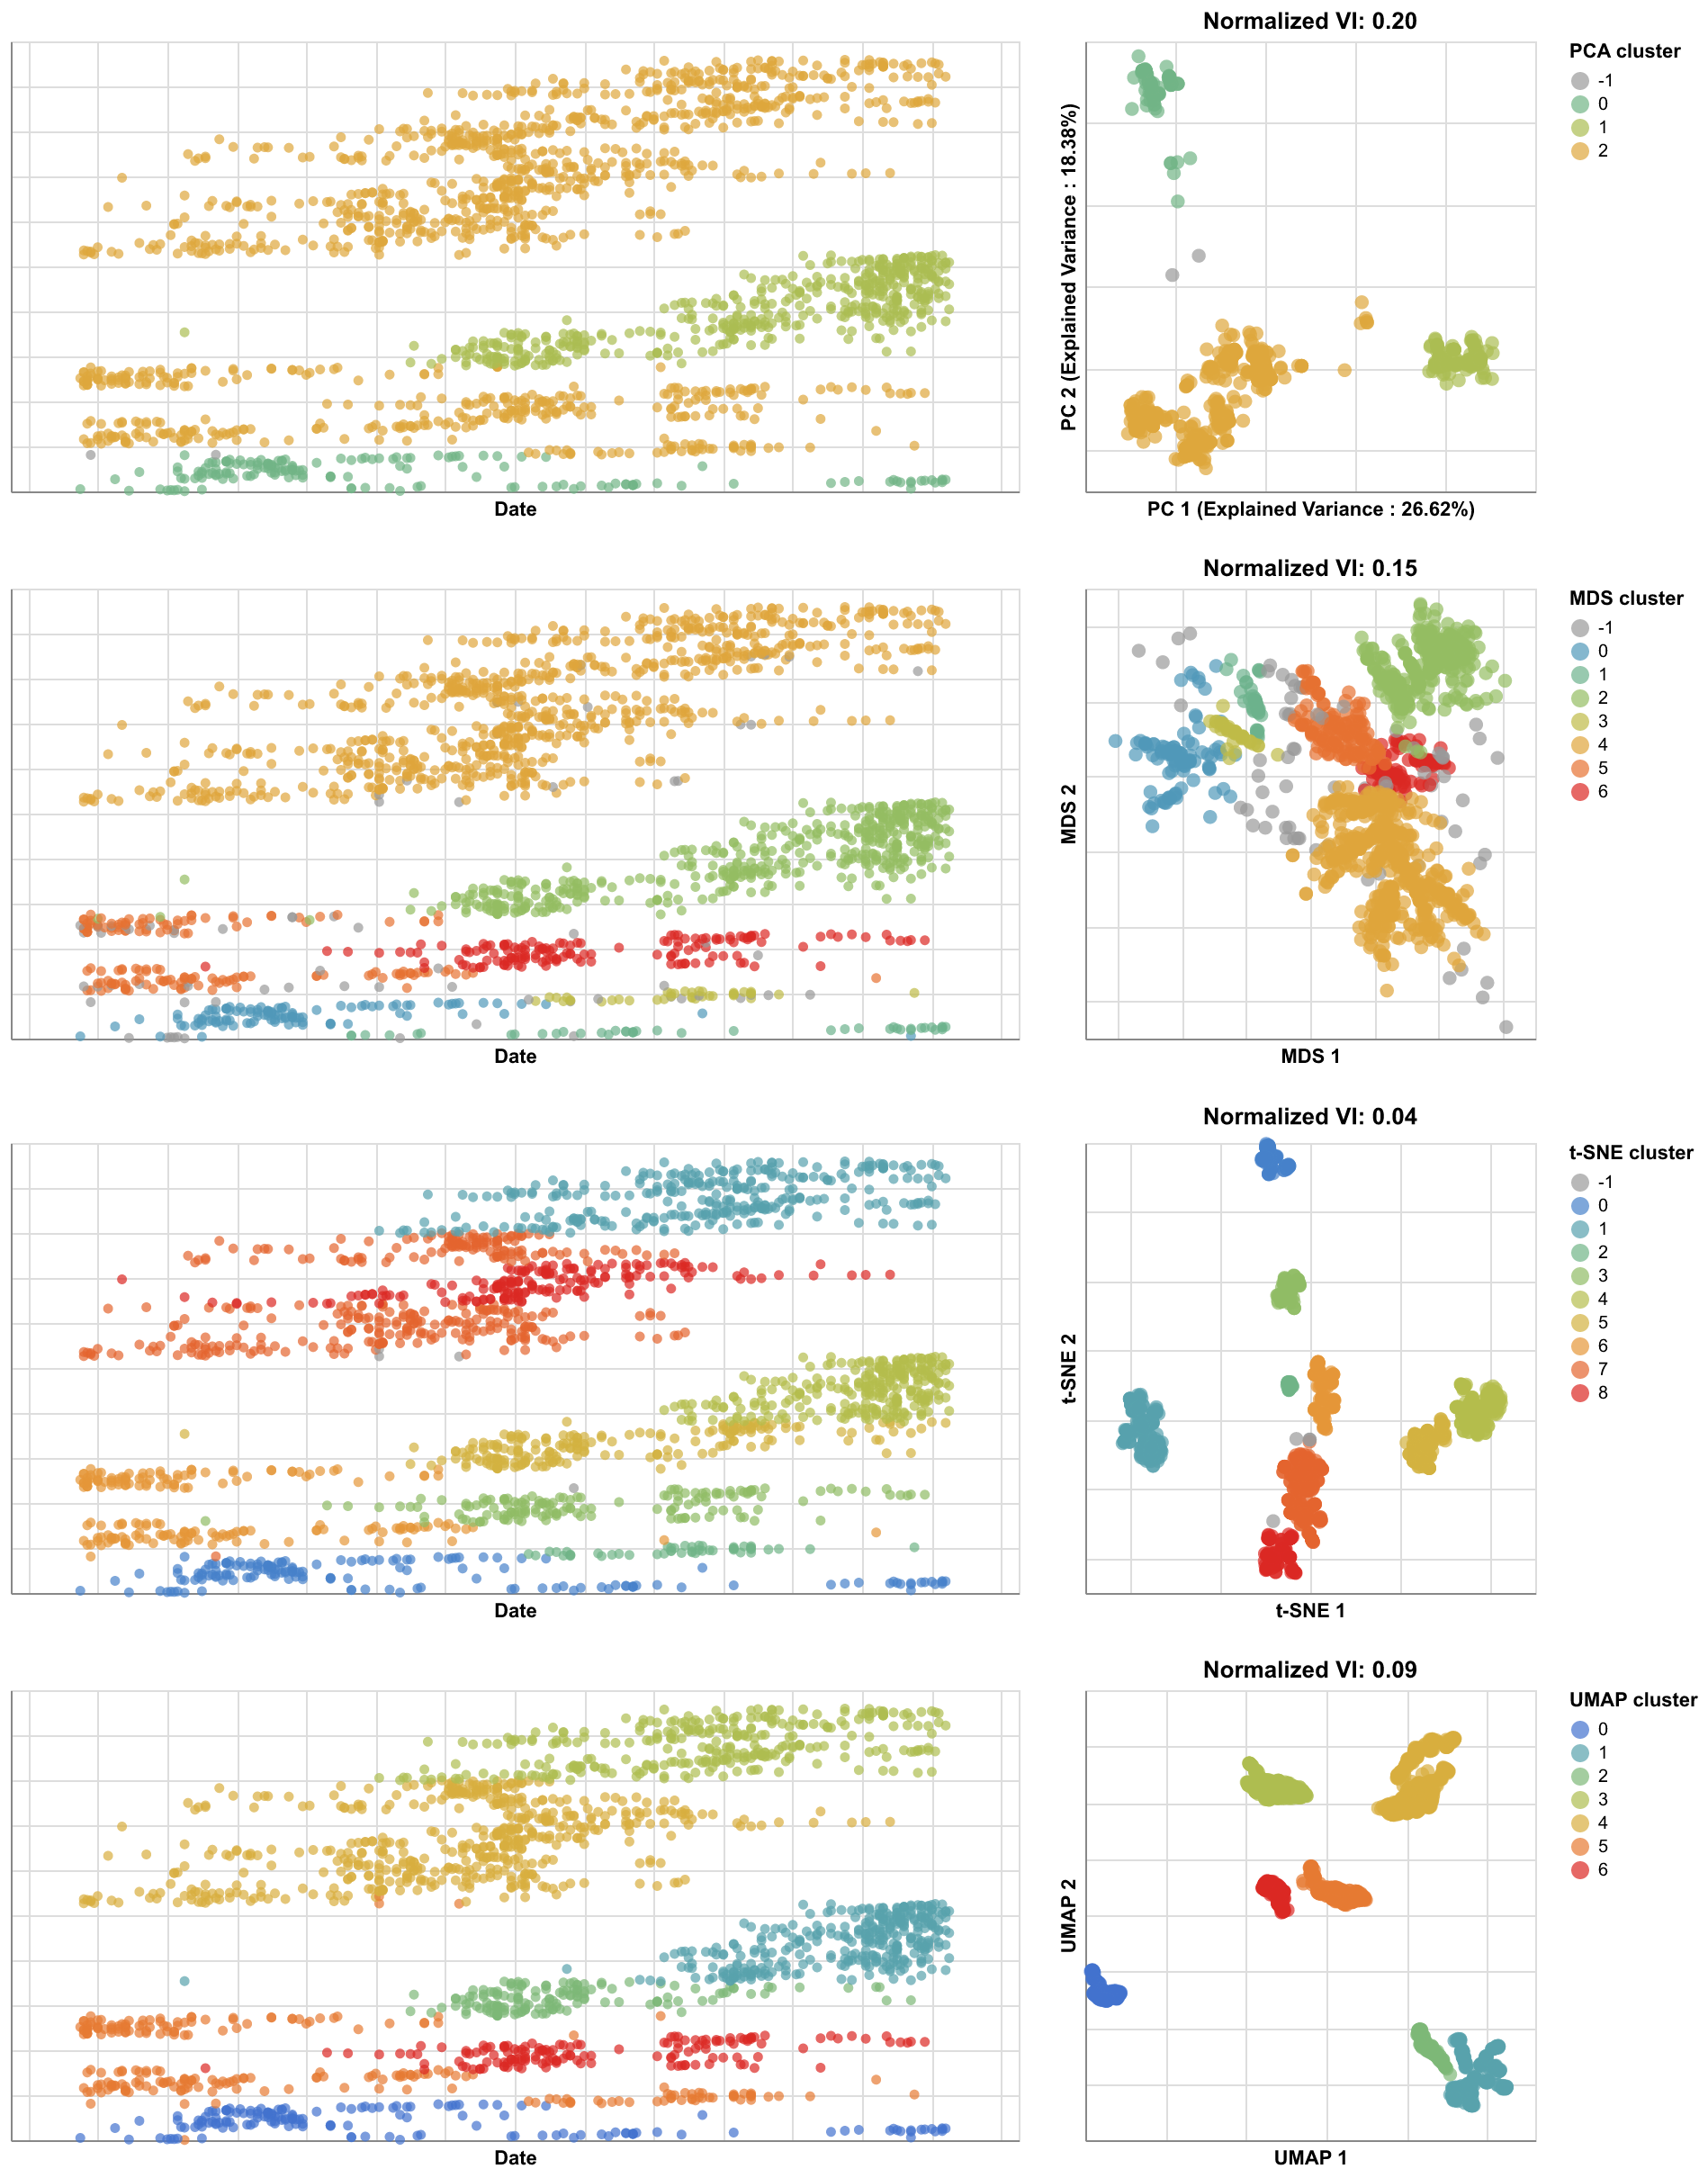 Normalized VI: 0.20
PC 2 (Explained Variance : 18.38%)
Date
PC 1 (Explained Variance : 26.62%)
PCA cluster
-1
0
1
2
Normalized VI: 0.15
MDS 2
Date
MDS 1
MDS cluster
-1
0
1
2
3
4
5
6
Normalized VI: 0.04
t-SNE 2
Date
t-SNE 1
t-SNE cluster
-1
0
1
2
3
4
5
6
7
8
Normalized VI: 0.09
UMAP 2
Date
UMAP 1
UMAP cluster
0
1
2
3
4
5
6